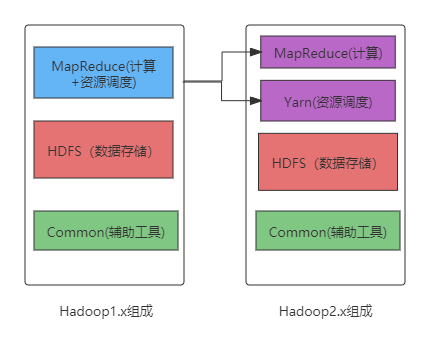 MapReduce(计算
+资源调度)
HDFS（数据存储）
Common(辅助工具)
Hadoop1.x组成
MapReduce(计算)
Yarn(资源调度)
HDFS（数据存储）
Common(辅助工具)
Hadoop2.x组成